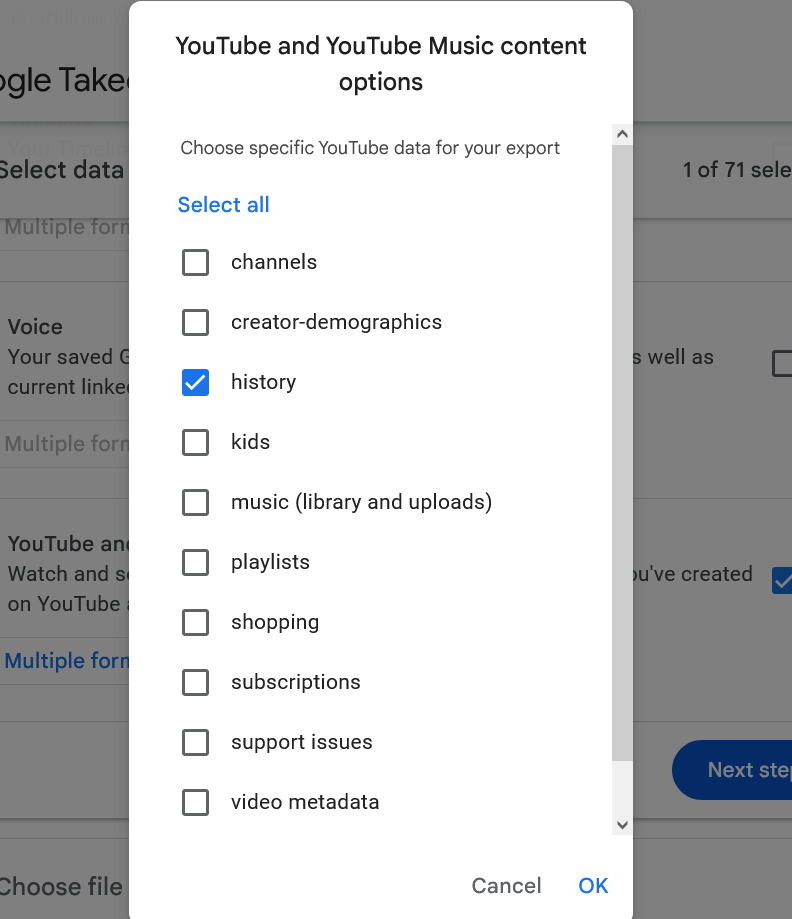 YouTube and YouTube Music content
options
ogle Take
Choose specific YouTube data for your export
Select data
1 of 71 sele
Select all
Multiple form
channels
creator-demographics
Voice
Your saved G
s well as
current linke
history
Multiple form
kids
music (library and uploads)
YouTube and
playlists
Watch and se
ou've created
on YouTube a
shopping
Multiple form
subscriptions
support issues
Next step
video metadata
Choose file
Cancel
OK